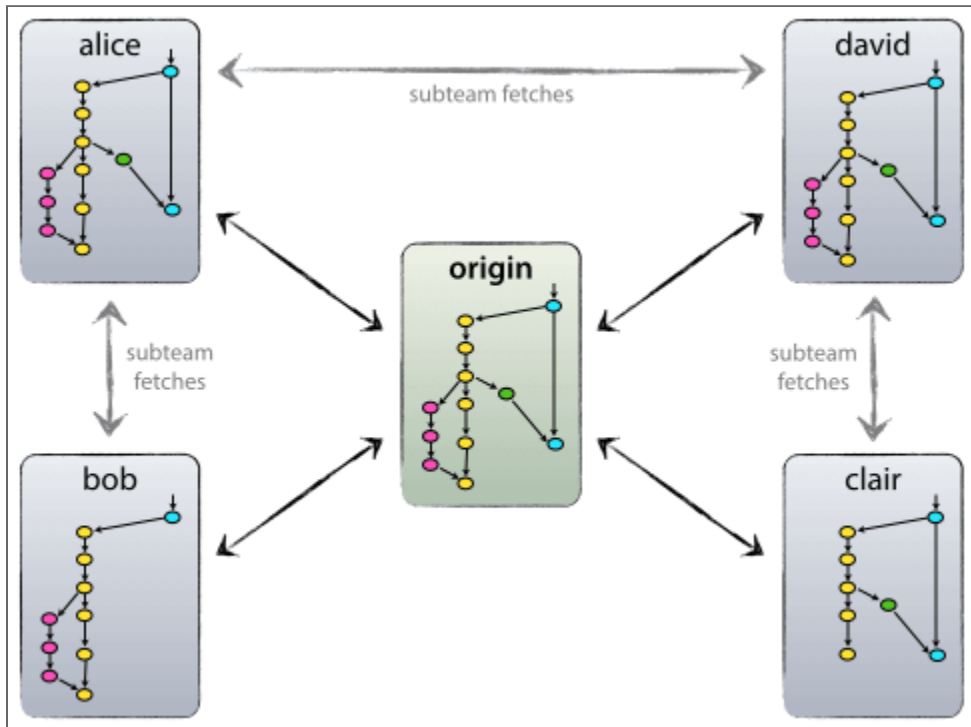 alice
david
subteam fetches
origin
subteam
fetches
subteam
fetches
bob
clair